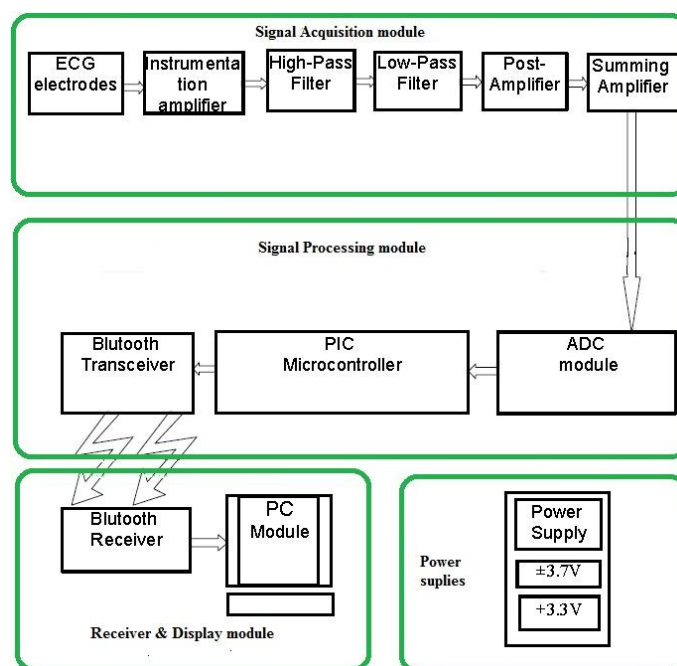 Signal Acquisition module
ECG
electrodes
Instrumenta
tion
amplifier
High-Pass
Filter
Low-Pass
Filter
Post-
Amplifier
Summing
Amplifier
Signal Processing module
Blutooth
Transceiver
PIC
Microcontroller
ADC
module
Blutooth
Receiver
PC
Module
Receiver & Display module
Power
suplies
Power
Supply
±3.7V
+3.3V